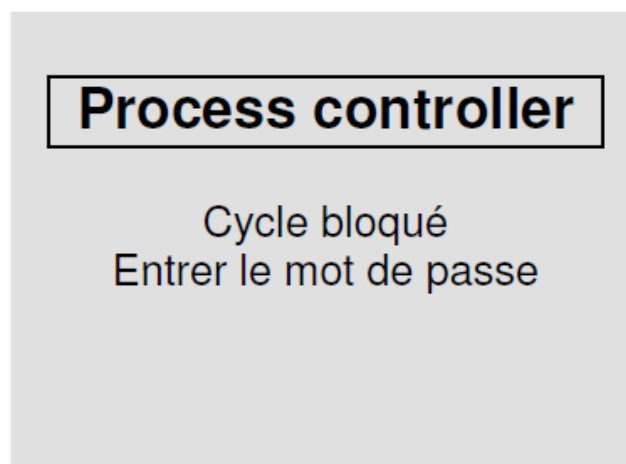 Process controller
Cycle bloqué
Entrer le mot de passe